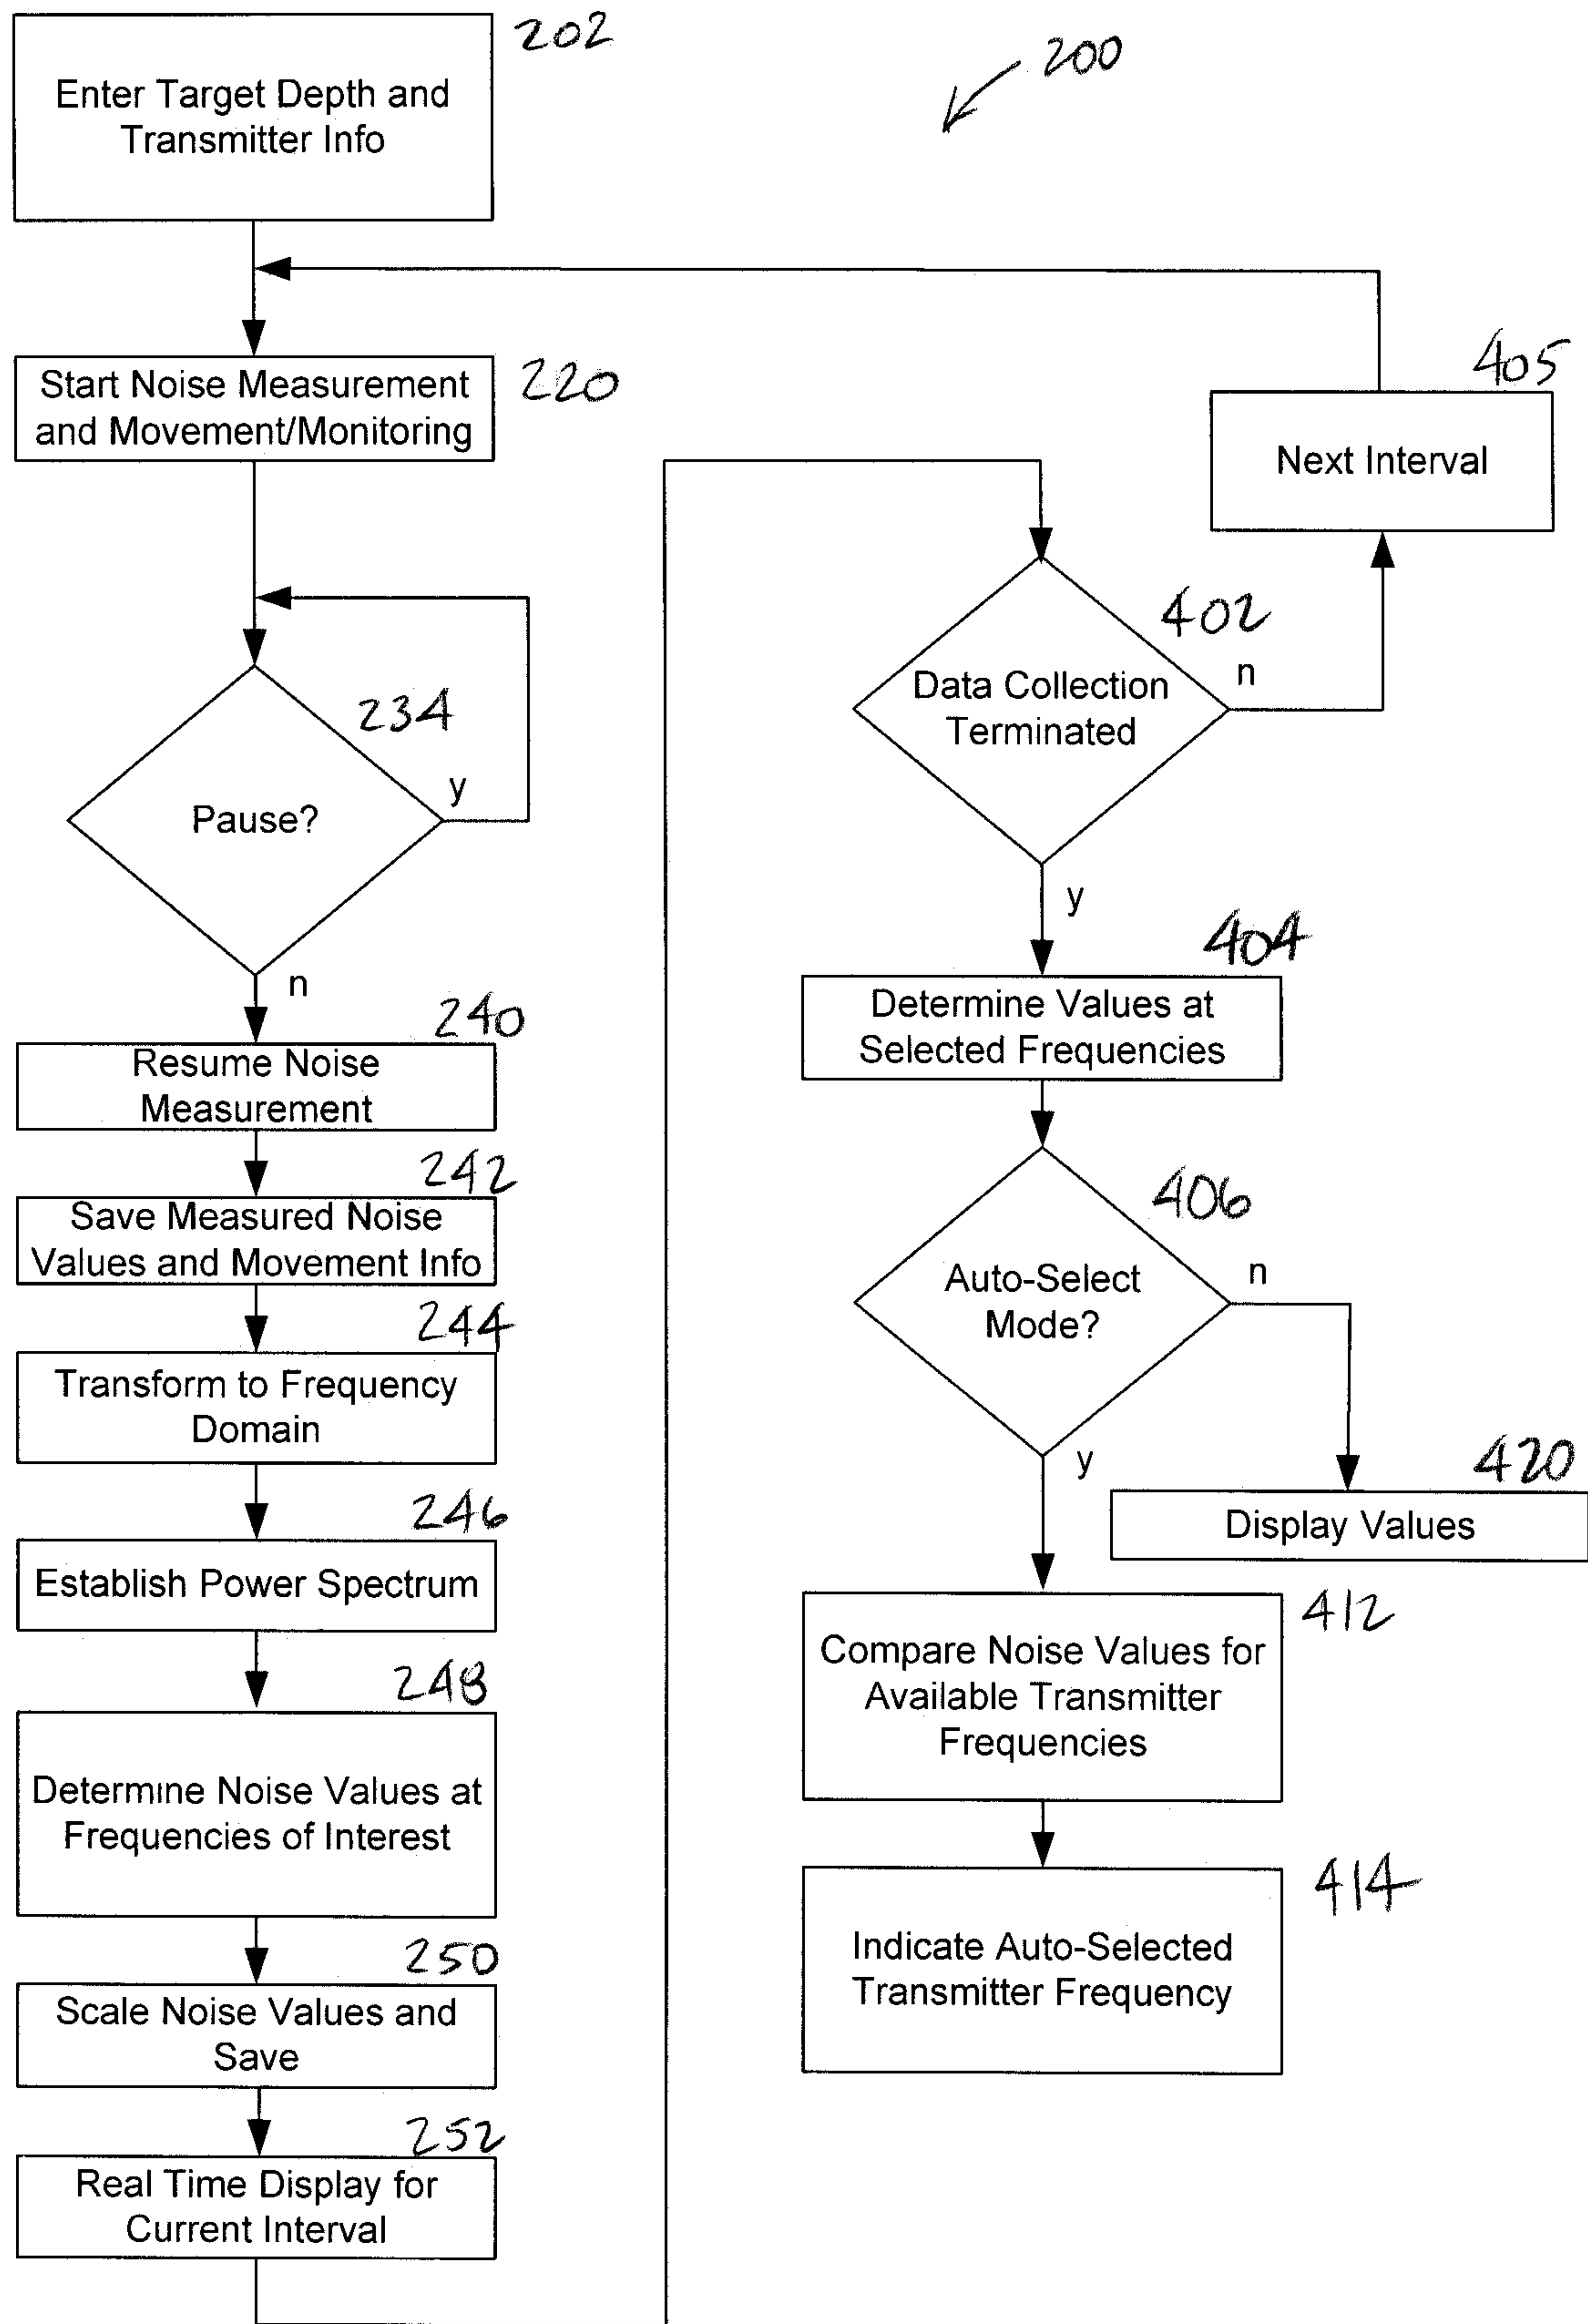 202
200
Enter Target Depth and
Transmitter Info
Start Noise Measurement
and Movement/Monitoring
220
Pause?
234
y
n
240
Resume Noise
Measurement
242
Save Measured Noise
Values and Movement Info
244
Transform to Frequency
Domain
246
Establish Power Spectrum
248
Determine Noise Values at
Frequencies of Interest
250
Scale Noise Values and
Save
252
Real Time Display for
Current Interval
405
Next Interval
402
Data Collection
Terminated
n
y
404
Determine Values at
Selected Frequencies
406
Auto-Select
Mode?
n
y
420
Display Values
412
Compare Noise Values for
Available Transmitter
Frequencies
414
Indicate Auto-Selected
Transmitter Frequency